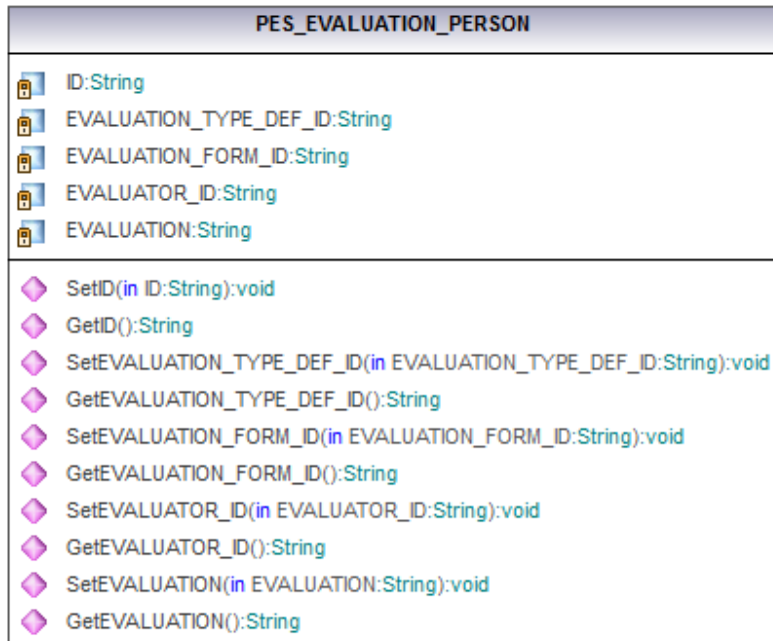 PES_EVALUATION_PERSON
ID:String
EVALUATION_TYPE_DEF_ID:String
EVALUATION_FORM_ID:String
EVALUATOR_ID:String
EVALUATION:String
SetID(in ID:String):void
GetID():String
SetEVALUATION_TYPE_DEF_ID(in EVALUATION_TYPE_DEF_ID:String):void
GetEVALUATION_TYPE_DEF_ID():String
SetEVALUATION_FORM_ID(in EVALUATION_FORM_ID:String):void
GetEVALUATION_FORM_ID():String
SetEVALUATOR_ID(in EVALUATOR_ID:String):void
GetEVALUATOR_ID():String
SetEVALUATION(in EVALUATION:String):void
GetEVALUATION():String